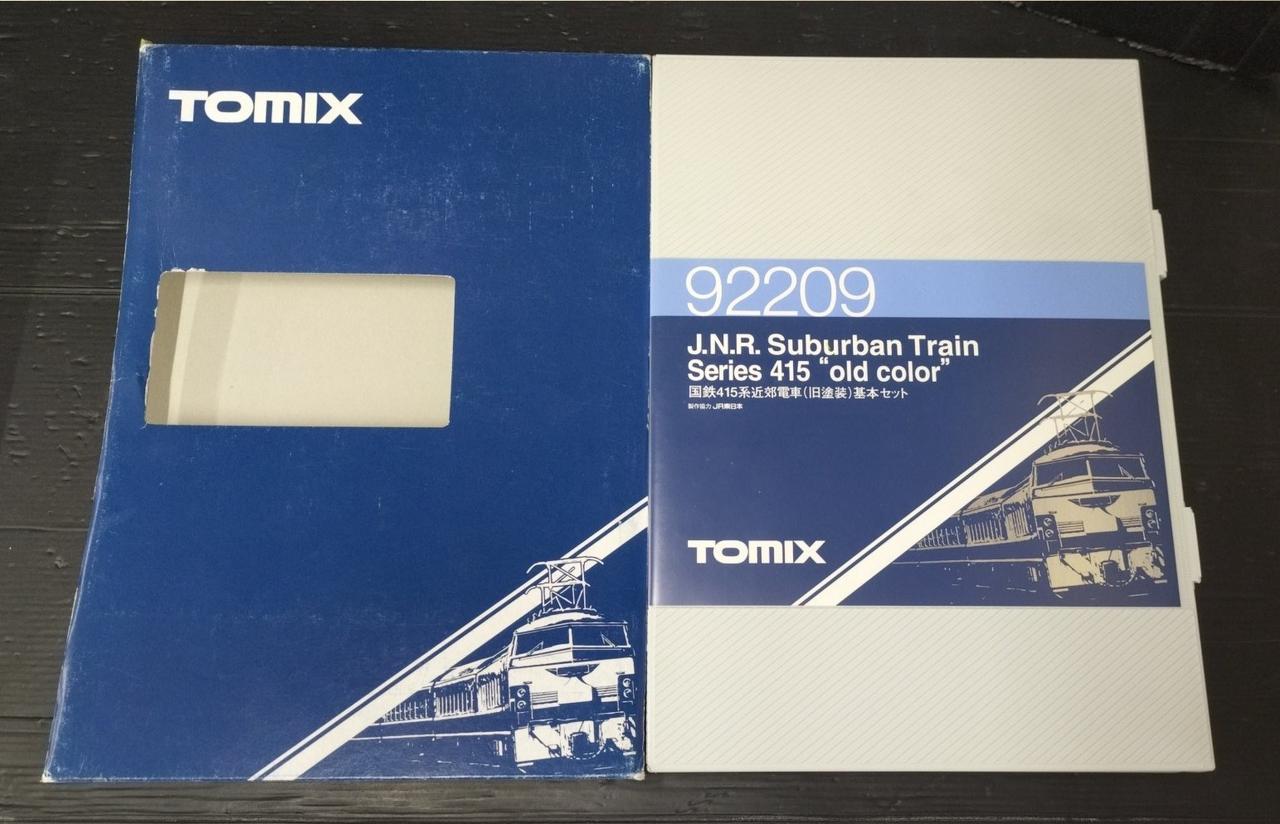 TOMIX
92209
J.N.R. Suburban Train
Series 415 “old color”
国鉄415系近郊電車(旧塗装)基本セット
製作協力 JR東日本
TOMIX